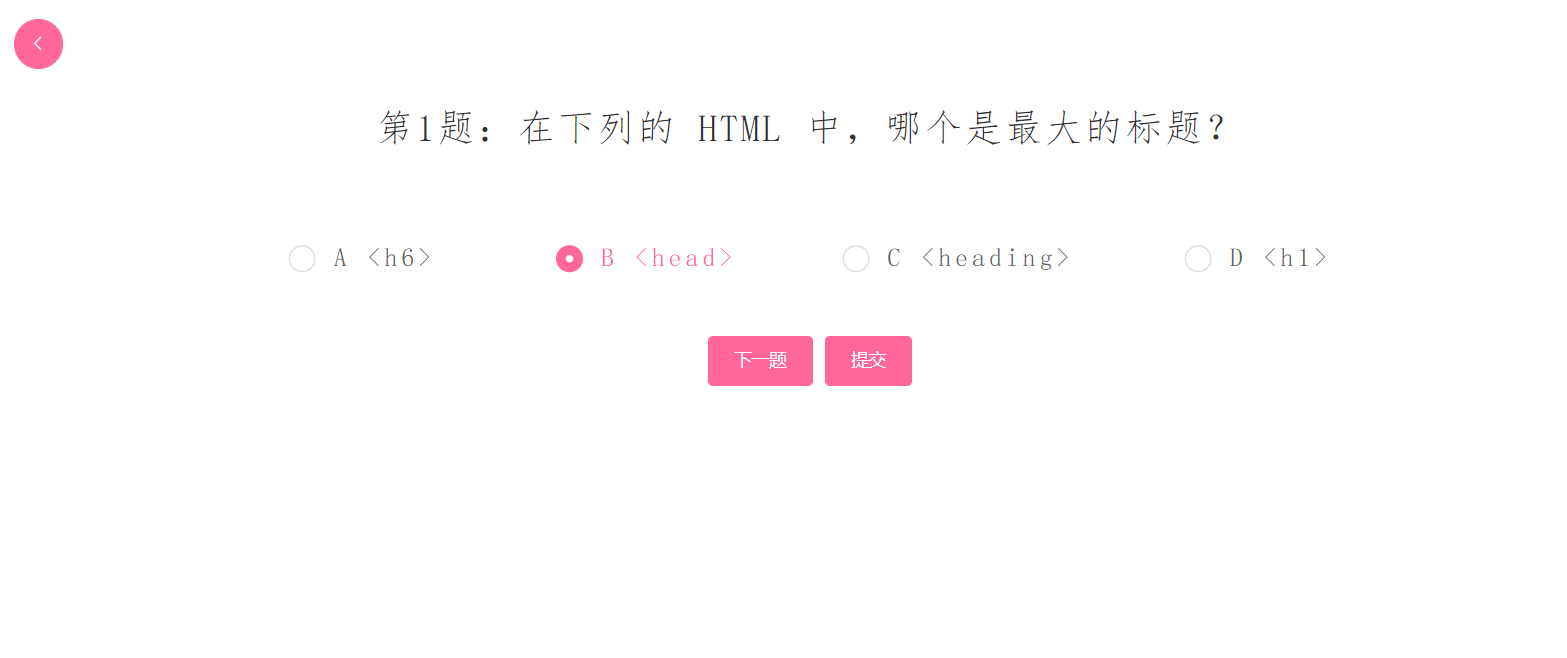 第1题：在下列的 HTML 中，哪个是最大的标题？
A <h6> B <head> C <heading> D <h1>
下一题 提交